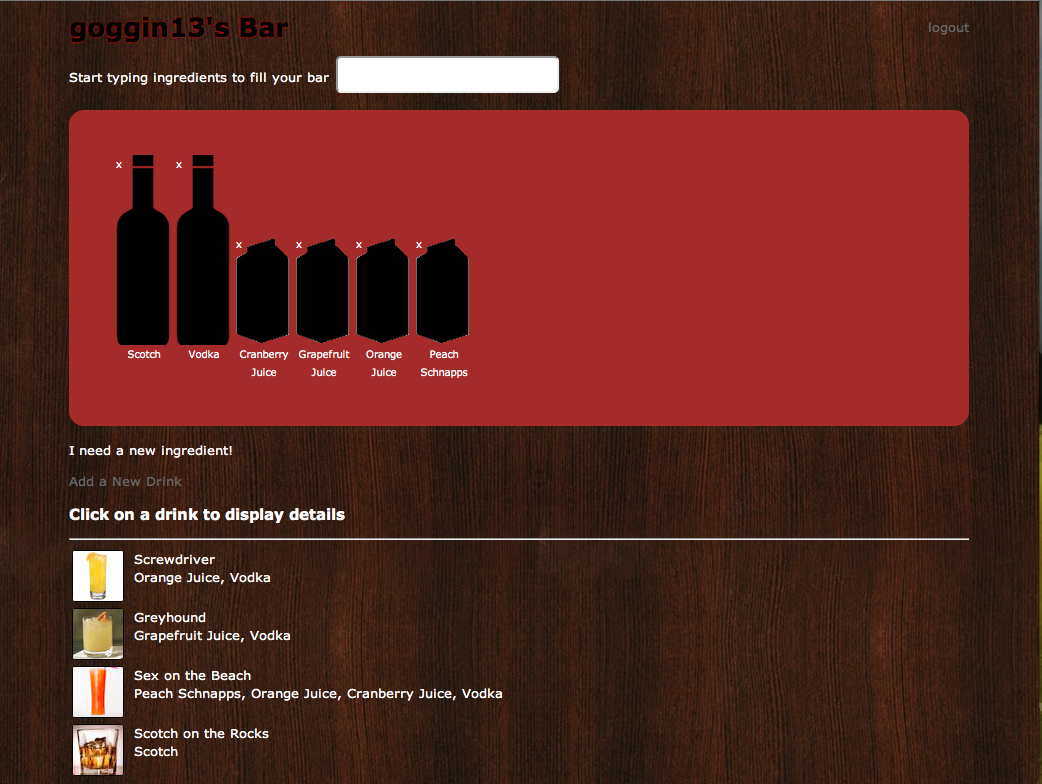 goggin13's Bar
logout
Start typing ingredients to fill your bar
x x
x x x x
Scotch Vodka Cranberry Grapefruit Orange Peach
Juice Juice Juice Schnapps
I need a new ingredient!
Add a New Drink
Click on a drink to display details
Screwdriver
Orange Juice, Vodka
Greyhound
Grapefruit Juice, Vodka
Sex on the Beach
Peach Schnapps, Orange Juice, Cranberry Juice, Vodka
Scotch on the Rocks
Scotch